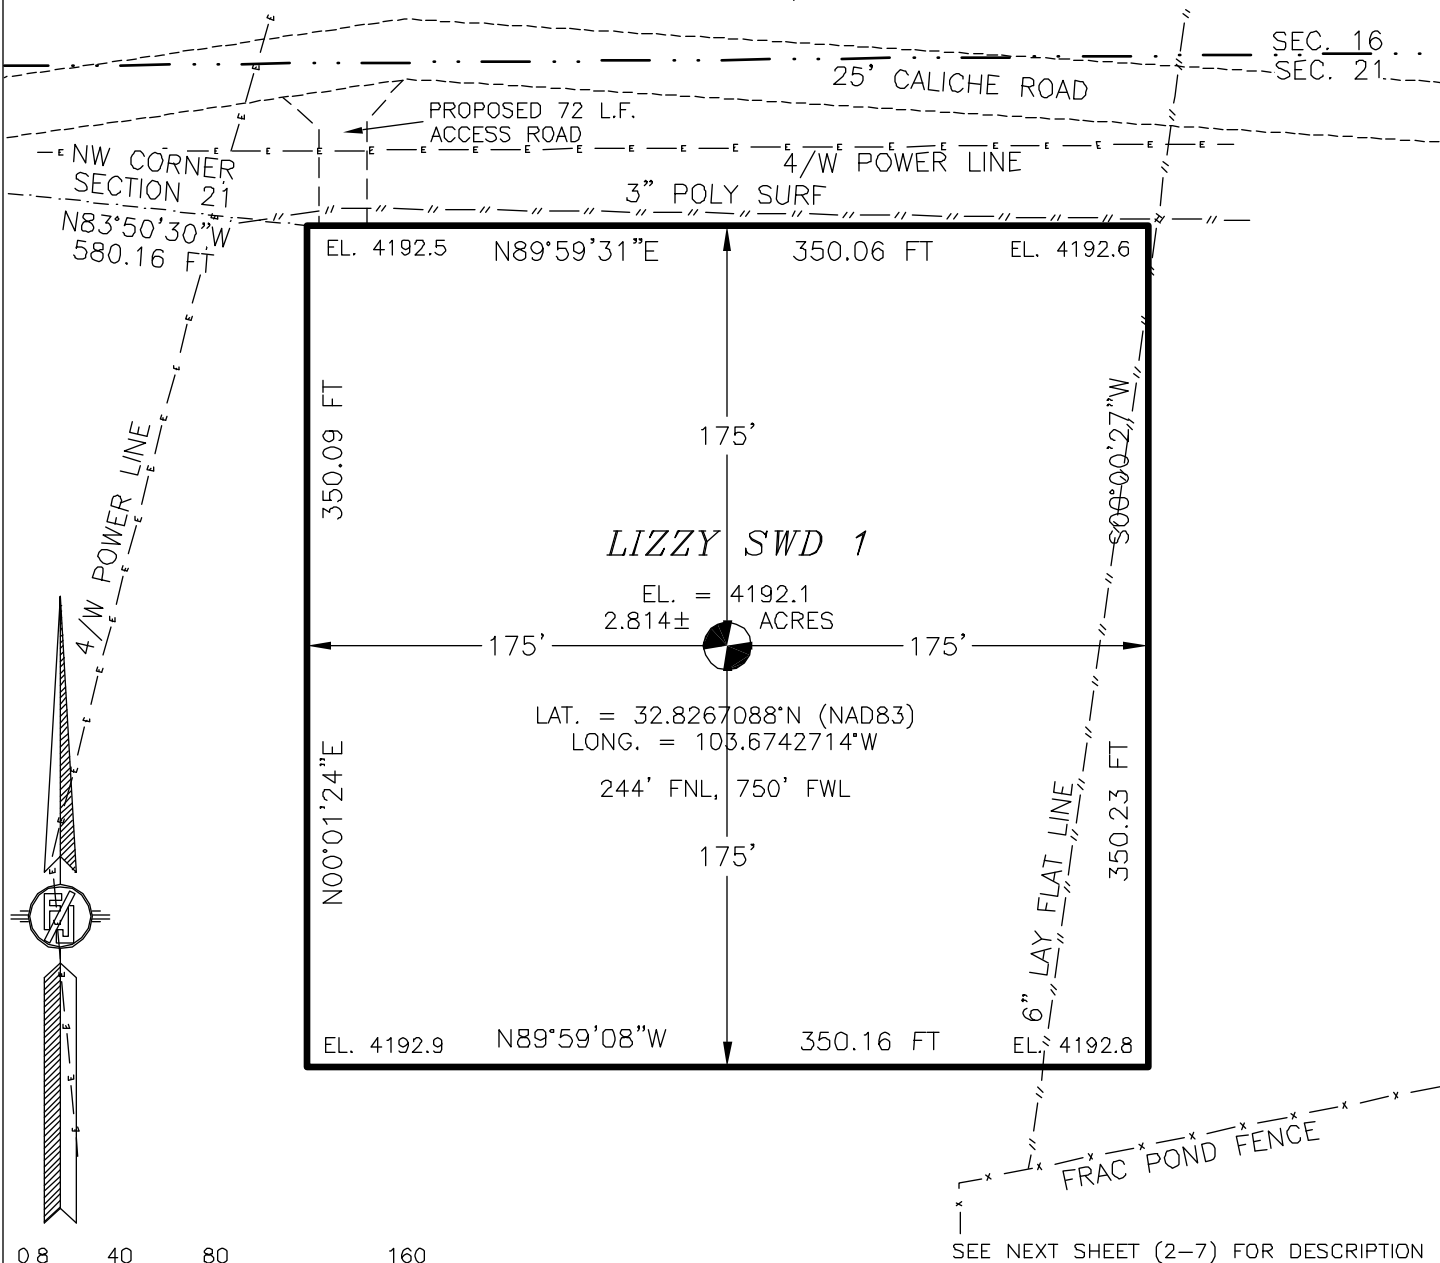 SEC. 16
SEC. 21
25' CALICHE ROAD
PROPOSED 72 L.F.
ACCESS ROAD
4/W POWER LINE
NW CORNER
SECTION 21
3" POLY SURF
N83°50'30"W
580.16 FT
EL. 4192.5
N89°59'31"E
350.06 FT
EL. 4192.6
350.09 FT
S00°00'27"W
175'
4/W POWER LINE
LIZZY SWD 1
EL. = 4192.1
2.814± ACRES
175'
175'
LAT. = 32.8267088°N (NAD83)
LONG. = 103.6742714°W
244' FNL, 750' FWL
N00°01'24"E
350.23 FT
175'
6" LAY FLAT LINE
EL. 4192.9
N89°59'08"W
350.16 FT
EL. 4192.8
FRAC POND FENCE
0 8 40 80 160
SEE NEXT SHEET (2-7) FOR DESCRIPTION